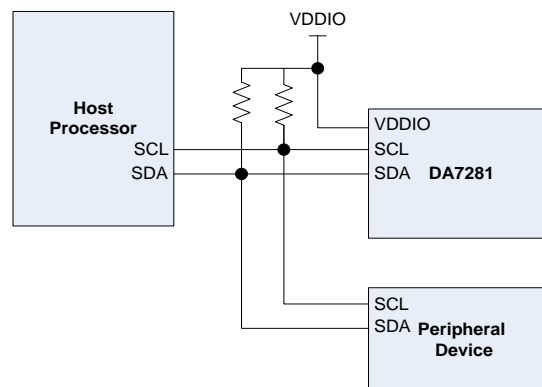 VDDIO
Host
Processor
SCL
SDA
VDDIO
SCL
SDA DA7281
SCL
SDA Peripheral
Device